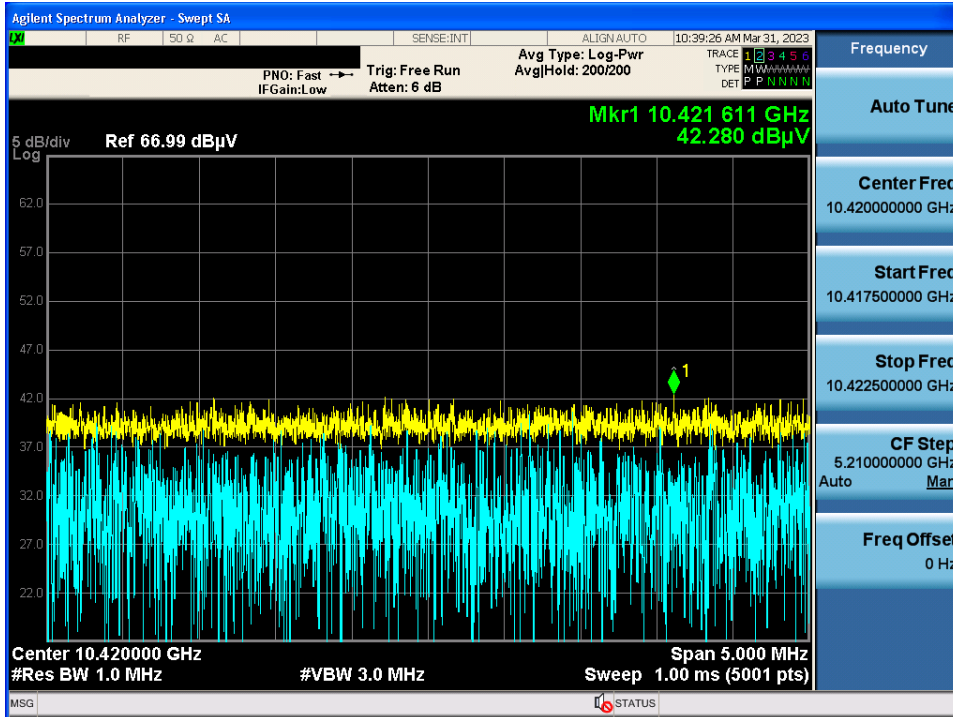 Agilent Spectrum Analyzer - Swept SA
LXI RF 50 Ω AC SENSE:INT ALIGN AUTO 10:39:26 AM Mar 31, 2023
PNO: Fast Trig: Free Run Avg Type: Log-Pwr TRACE 1 2 3 4 5 6
IFGain:Low Atten: 6 dB Avg|Hold: 200/200 TYPE M WWWWW
DET P P N N N N
Mkr1 10.421 611 GHz
42.280 dBµV
5 dB/div Ref 66.99 dBµV
Log
62.0
57.0
52.0
47.0
42.0
37.0
32.0
27.0
22.0
1
Center 10.420000 GHz Span 5.000 MHz
#Res BW 1.0 MHz #VBW 3.0 MHz Sweep 1.00 ms (5001 pts)
MSG STATUS
Frequency
Auto Tune
Center Freq
10.420000000 GHz
Start Freq
10.417500000 GHz
Stop Freq
10.422500000 GHz
CF Step
5.210000000 GHz
Auto Man
Freq Offset
0 Hz